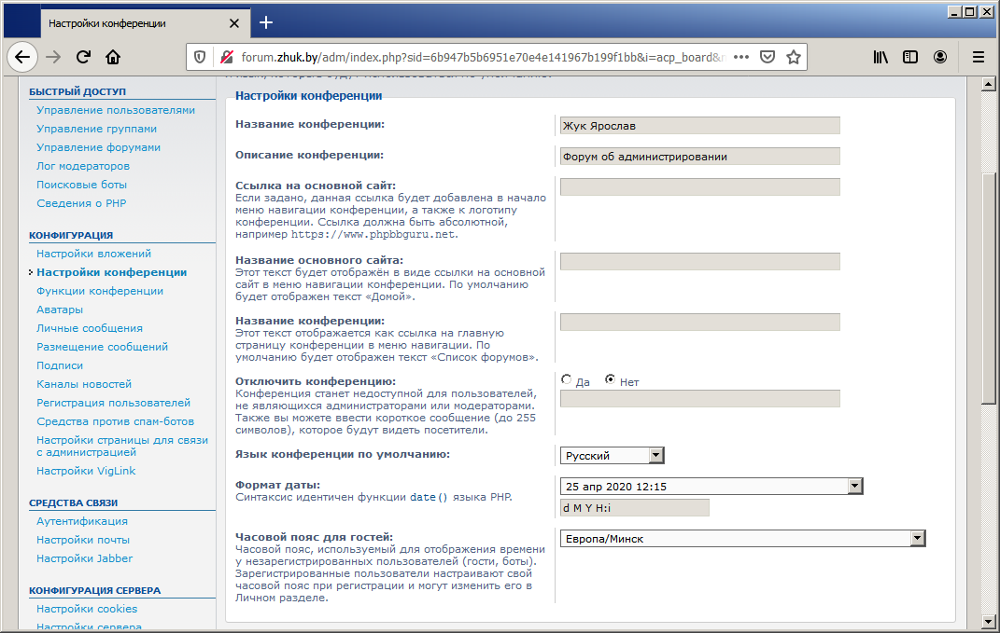 Настройки конференции
forum.zhuk.by/adm/index.php?sid=6b947b5b6951e70e4e141967b199f1bb&i=acp_board&
БЫСТРЫЙ ДОСТУП
Управление пользователями
Управление группами
Управление форумами
Лог модераторов
Поисковые боты
Сведения о PHP
КОНФИГУРАЦИЯ
Настройки вложений
Настройки конференции
Функции конференции
Аватары
Личные сообщения
Размещение сообщений
Подписи
Каналы новостей
Регистрация пользователей
Средства против спам-ботов
Настройки страницы для связи
с администрацией
Настройки VigLink
СРЕДСТВА СВЯЗИ
Аутентификация
Настройки почты
Настройки Jabber
КОНФИГУРАЦИЯ СЕРВЕРА
Настройки cookies
Настройки сервера
Настройки конференции
Название конференции:
Жук Ярослав
Описание конференции:
Форум об администрировании
Ссылка на основной сайт:
Если задано, данная ссылка будет добавлена в начало
меню навигации конференции, а также к логотипу
конференции. Ссылка должна быть абсолютной,
например https://www.phpbbguru.net.
Название основного сайта:
Этот текст будет отображён в виде ссылки на основной
сайт в меню навигации конференции. По умолчанию
будет отображен текст «Домой».
Название конференции:
Этот текст отображается как ссылка на главную
страницу конференции в меню навигации. По
умолчанию будет отображен текст «Список форумов».
Отключить конференцию:
Конференция станет недоступной для пользователей,
не являющихся администраторами или модераторами.
Также вы можете ввести короткое сообщение (до 255
символов), которое будут видеть посетители.
Да Нет
Язык конференции по умолчанию:
Русский
Формат даты:
Синтаксис идентичен функции date() языка PHP.
25 апр 2020 12:15
d M Y H:i
Часовой пояс для гостей:
Часовой пояс, используемый для отображения времени
у незарегистрированных пользователей (гости, боты).
Зарегистрированные пользователи настраивают свой
часовой пояс при регистрации и могут изменить его в
Личном разделе.
Европа/Минск